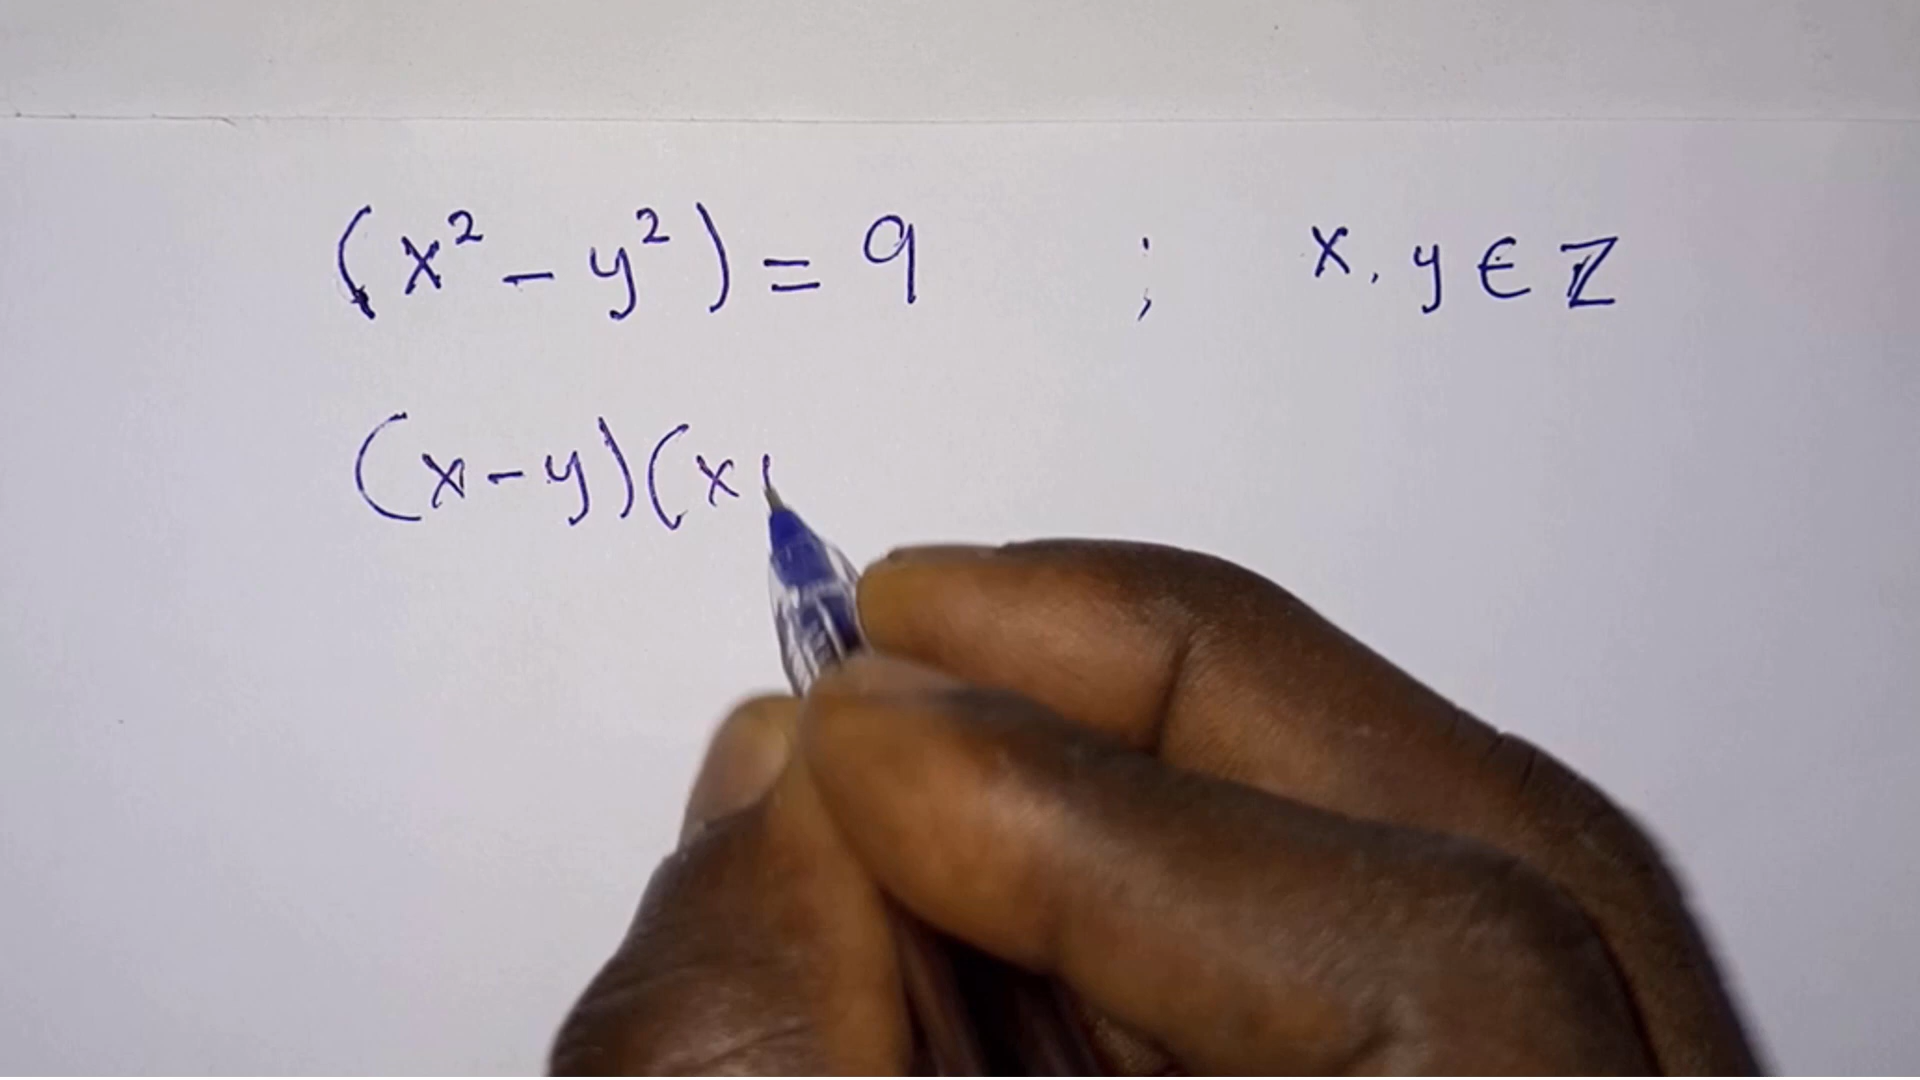 (x² - y²) = 9 ; x, y ∈ Z
(x - y)(x